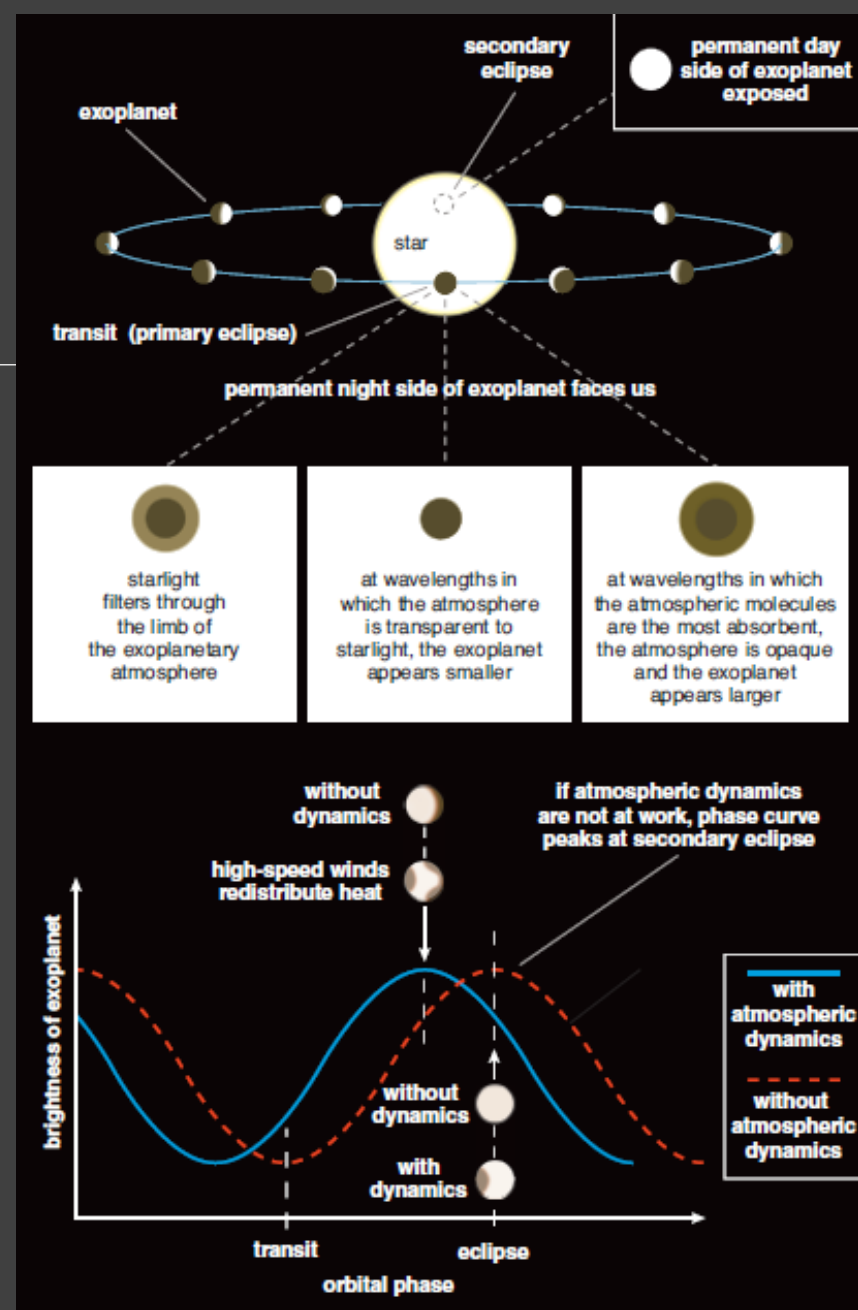 secondary
eclipse
permanent day
side of exoplanet
exposed
exoplanet
star
transit (primary eclipse)
permanent night side of exoplanet faces us
starlight
filters through
the limb of
the exoplanetary
atmosphere
at wavelengths in
which the atmosphere
is transparent to
starlight, the exoplanet
appears smaller
at wavelengths in which
the atmospheric molecules
are the most absorbent,
the atmosphere is opaque
and the exoplanet
appears larger
without
dynamics
high-speed winds
redistribute heat
if atmospheric dynamics
are not at work, phase curve
peaks at secondary eclipse
brightness of exoplanet
with
atmospheric
dynamics
without
atmospheric
dynamics
without
dynamics
with
dynamics
transit
eclipse
orbital phase